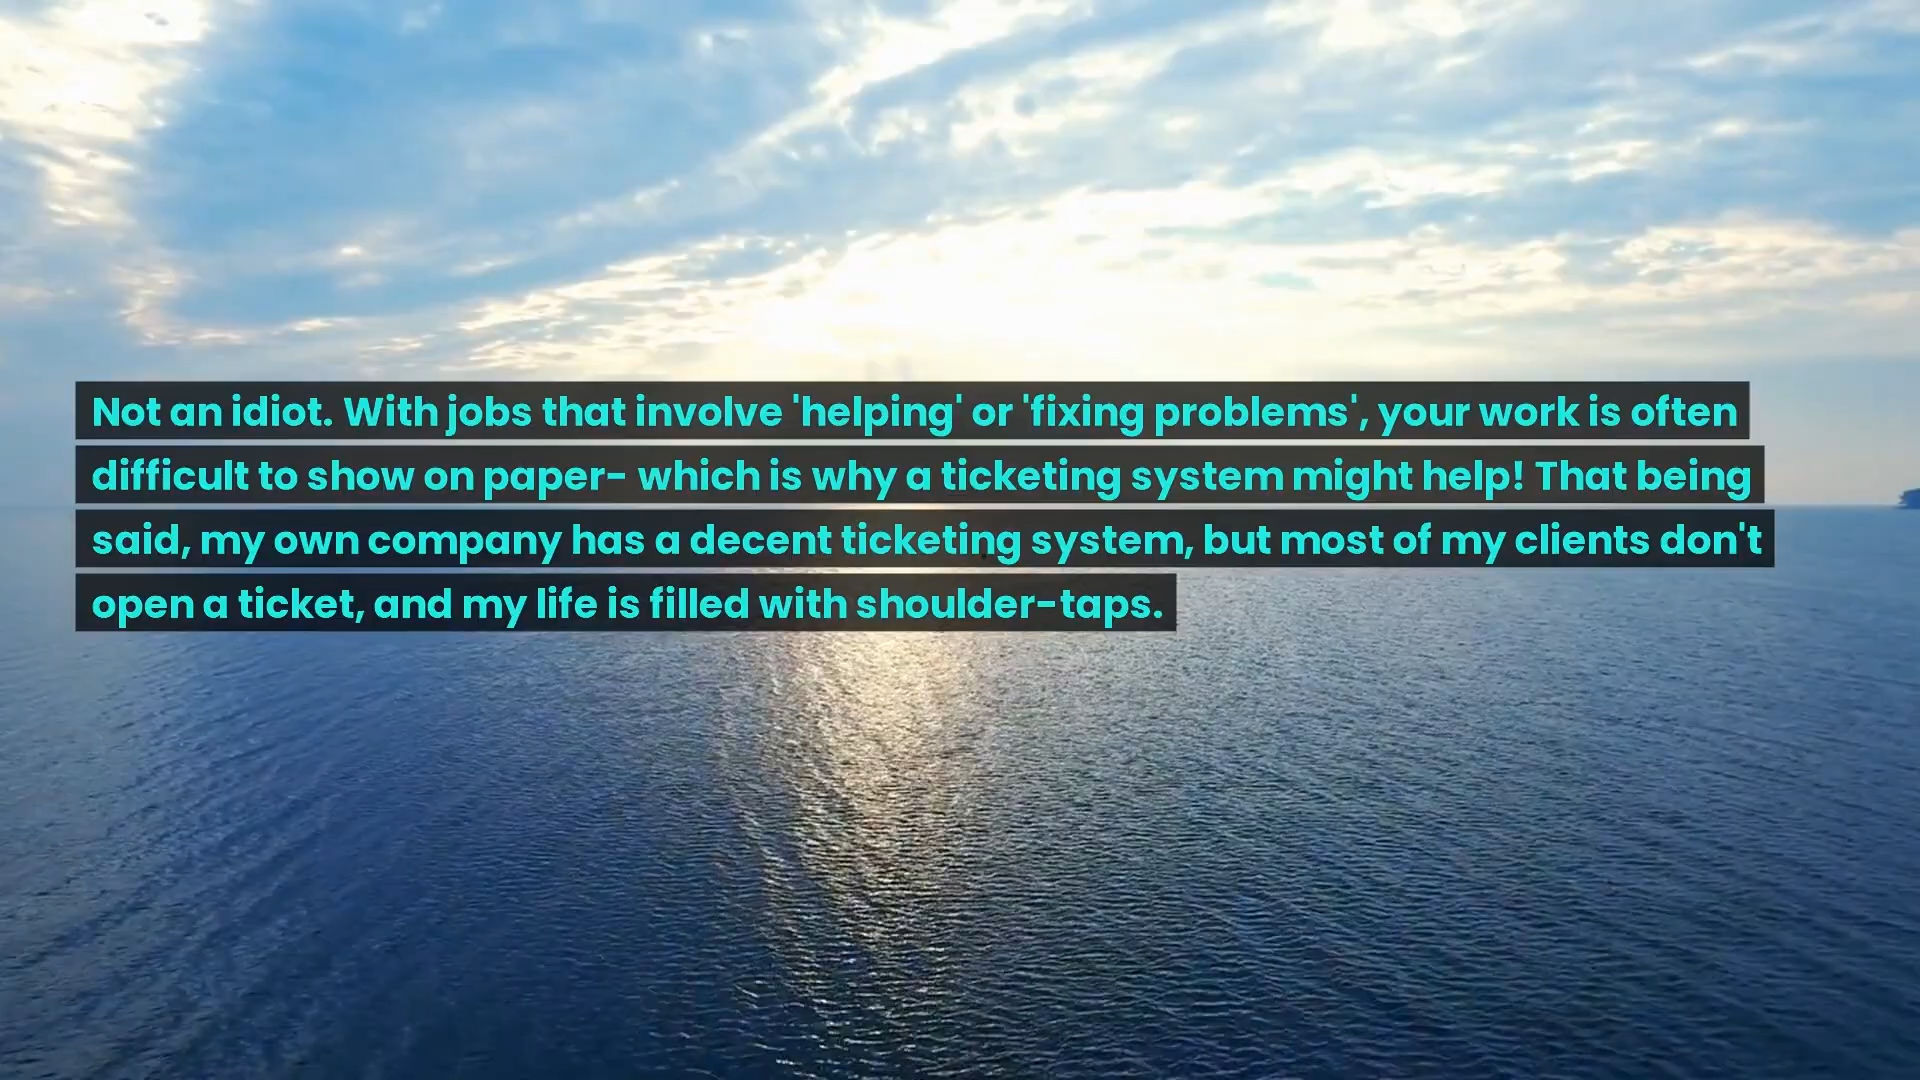 Not an idiot. With jobs that involve 'helping' or 'fixing problems', your work is often
difficult to show on paper- which is why a ticketing system might help! That being
said, my own company has a decent ticketing system, but most of my clients don't
open a ticket, and my life is filled with shoulder-taps.